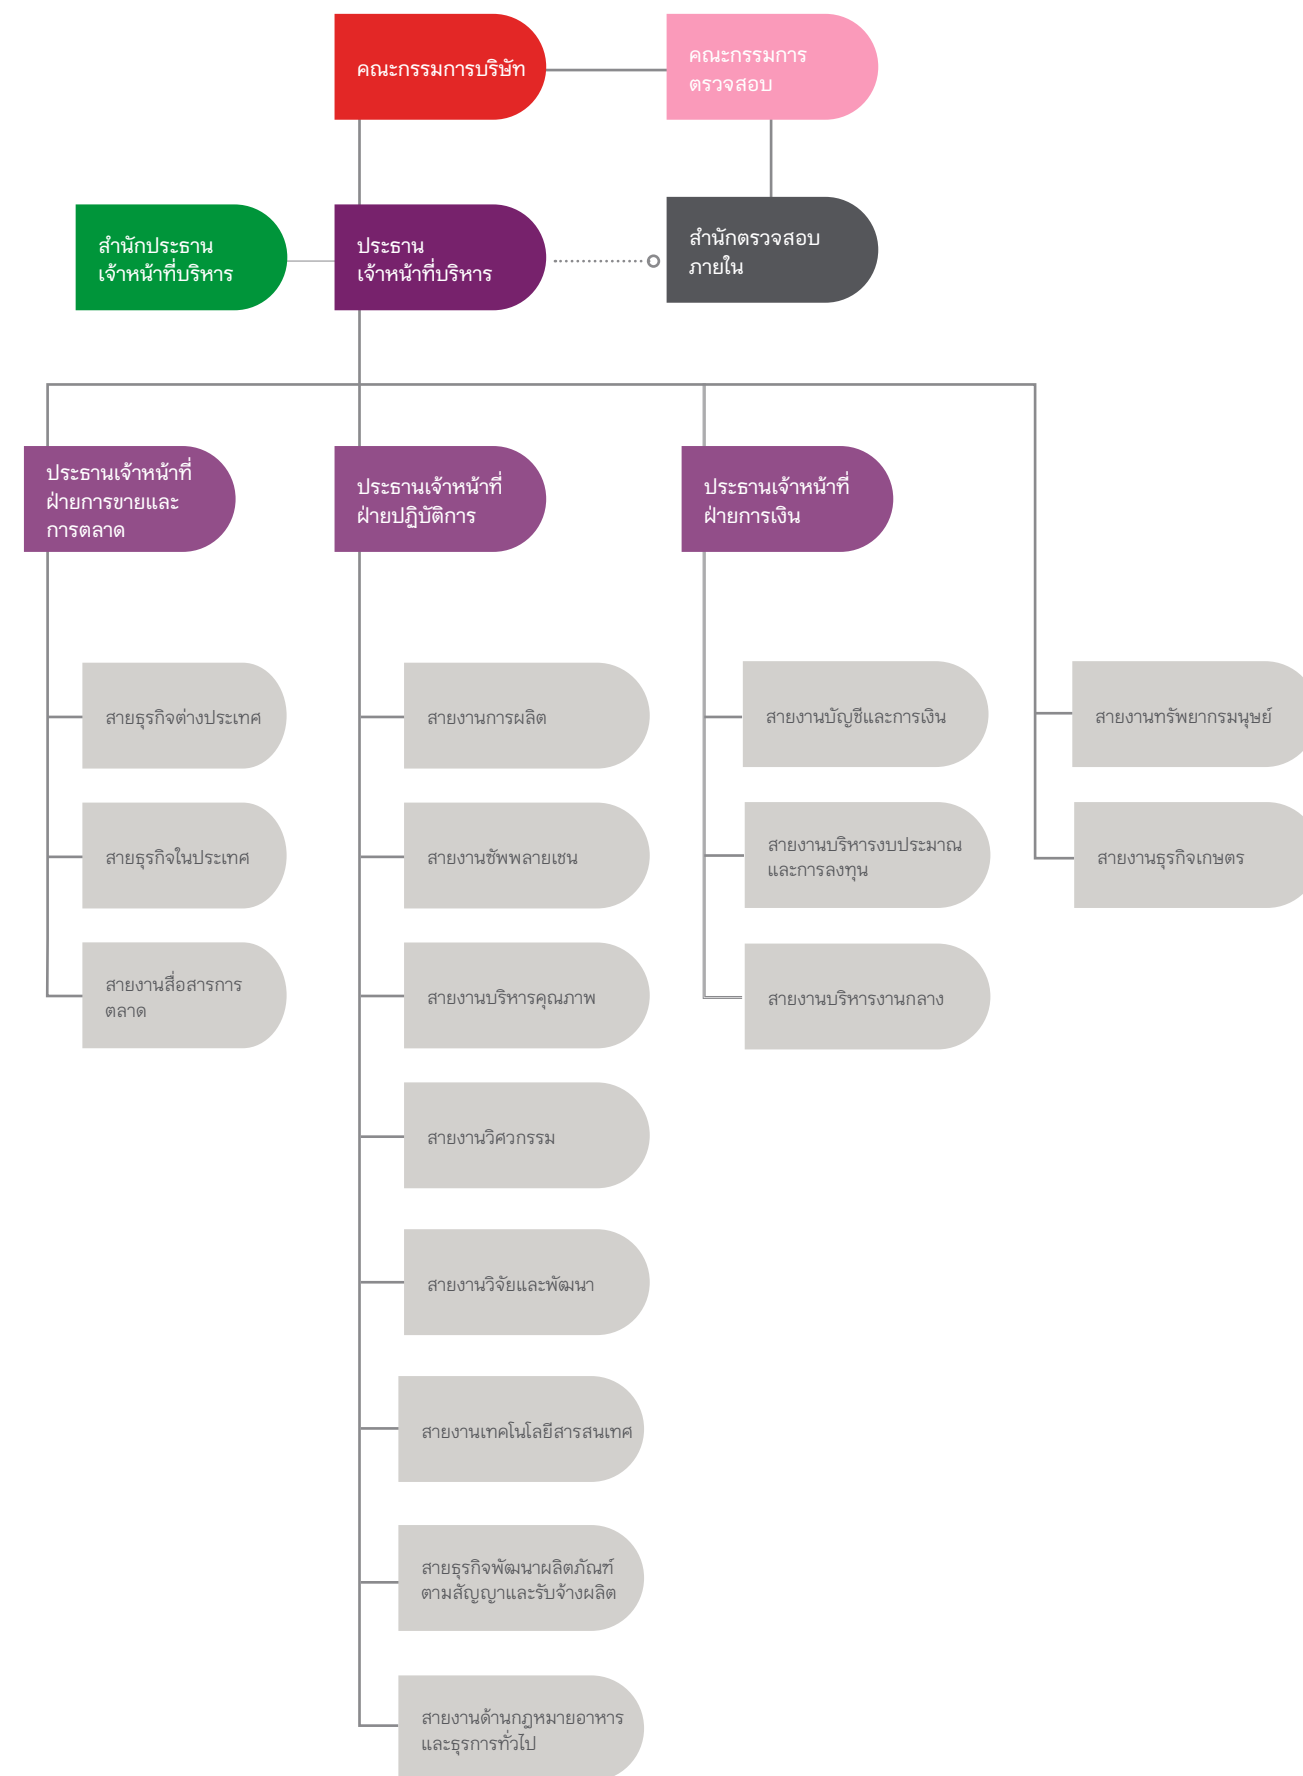 คณะกรรมการบริษัท
คณะกรรมการ
ตรวจสอบ
สำนักประธาน
เจ้าหน้าที่บริหาร
ประธาน
เจ้าหน้าที่บริหาร
สำนักตรวจสอบ
ภายใน
ประธานเจ้าหน้าที่
ฝ่ายการขายและ
การตลาด
ประธานเจ้าหน้าที่
ฝ่ายปฏิบัติการ
ประธานเจ้าหน้าที่
ฝ่ายการเงิน
สายธุรกิจต่างประเทศ
สายธุรกิจในประเทศ
สายงานสื่อสารการ
ตลาด
สายงานการผลิต
สายงานซัพพลายเชน
สายงานบริหารคุณภาพ
สายงานวิศวกรรม
สายงานวิจัยและพัฒนา
สายงานเทคโนโลยีสารสนเทศ
สายธุรกิจพัฒนาผลิตภัณฑ์
ตามสัญญาและรับจ้างผลิต
สายงานด้านกฎหมายอาหาร
และธุรการทั่วไป
สายงานบัญชีและการเงิน
สายงานบริหารงบประมาณ
และการลงทุน
สายงานบริหารงานกลาง
สายงานทรัพยากรมนุษย์
สายงานธุรกิจเกษตร